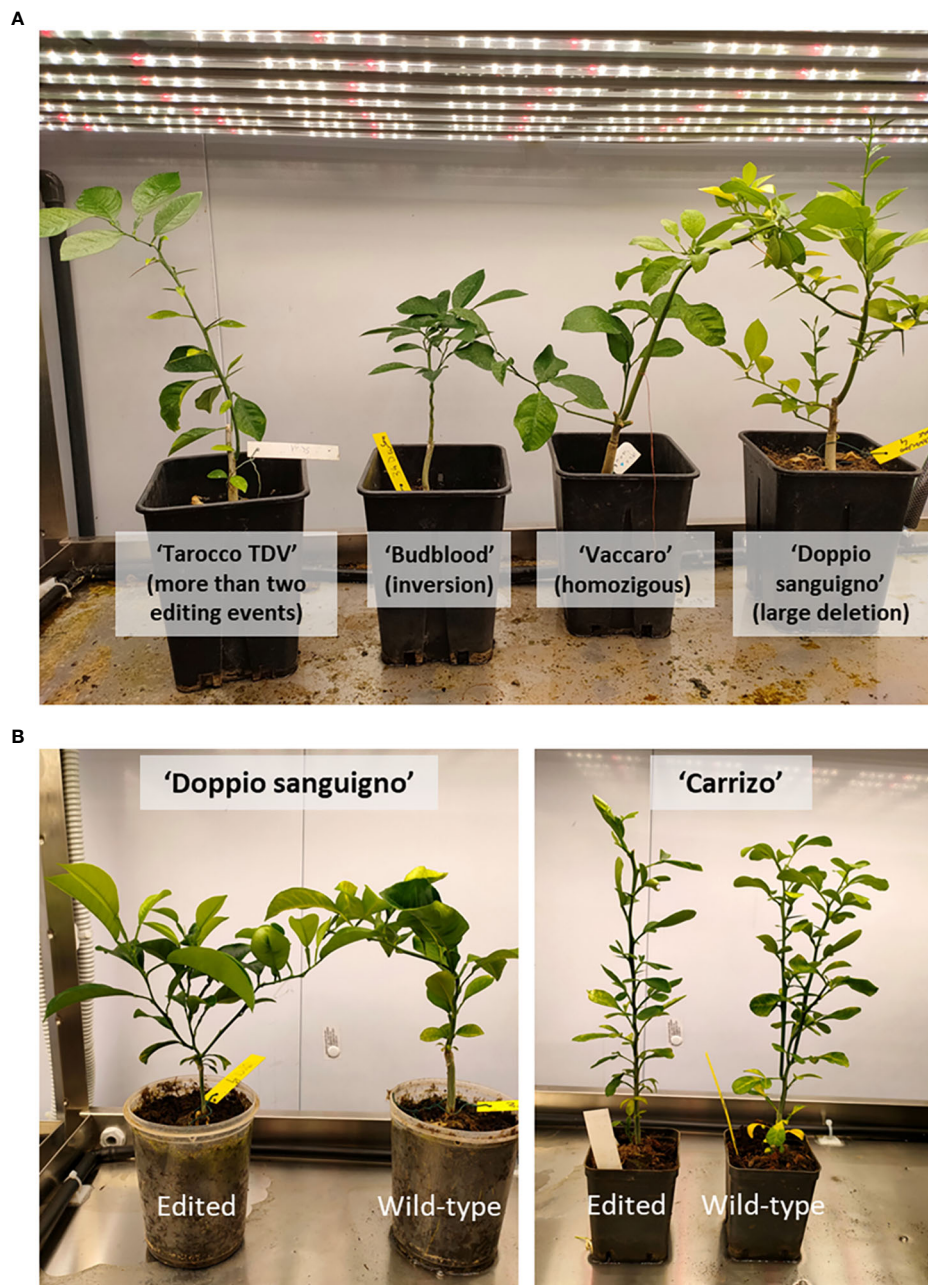 A
'Tarocco TDV'
(more than two
editing events)
'Budblood'
(inversion)
'Vaccaro'
(homozigous)
'Doppio
sanguigno'
(large deletion)
B
'Doppio sanguigno'
'Carrizo'
Edited
Wild-type
Edited
Wild-type